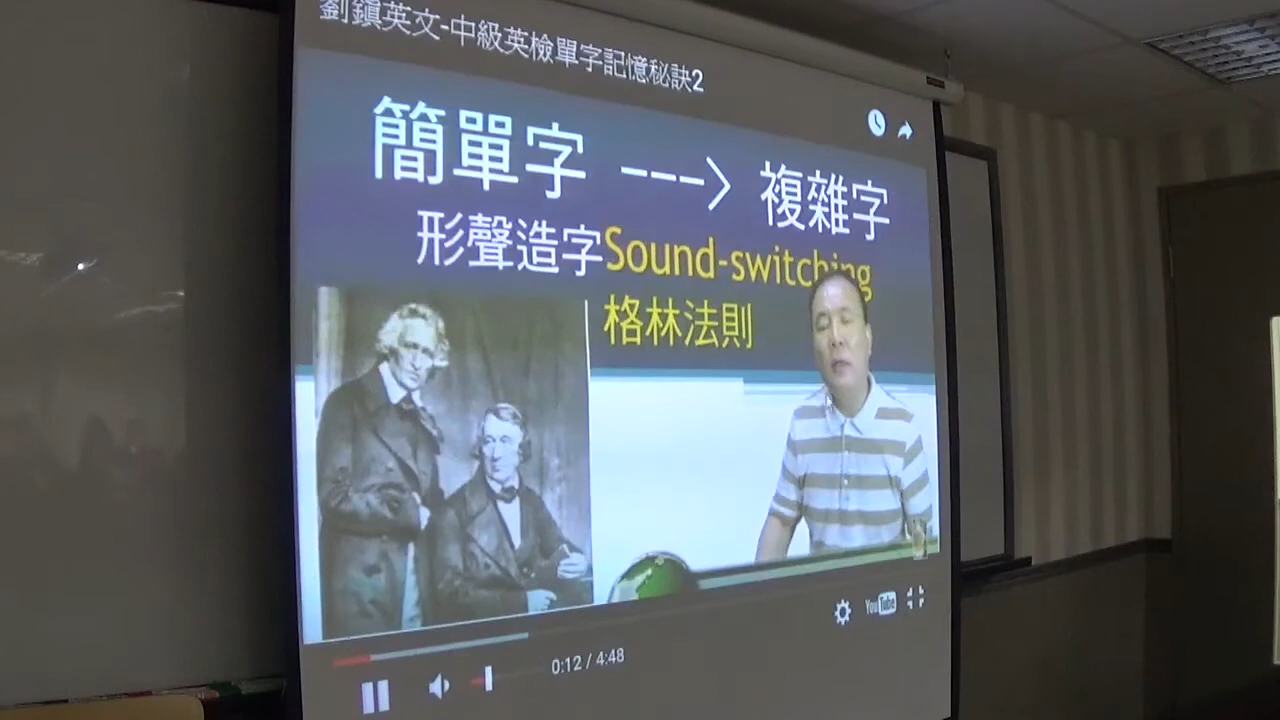 劉鎮英文-中級英檢單字記憶秘訣2
簡單字 ---> 複雜字
形聲造字Sound-switching
格林法則
YouTube
0:12 / 4:48